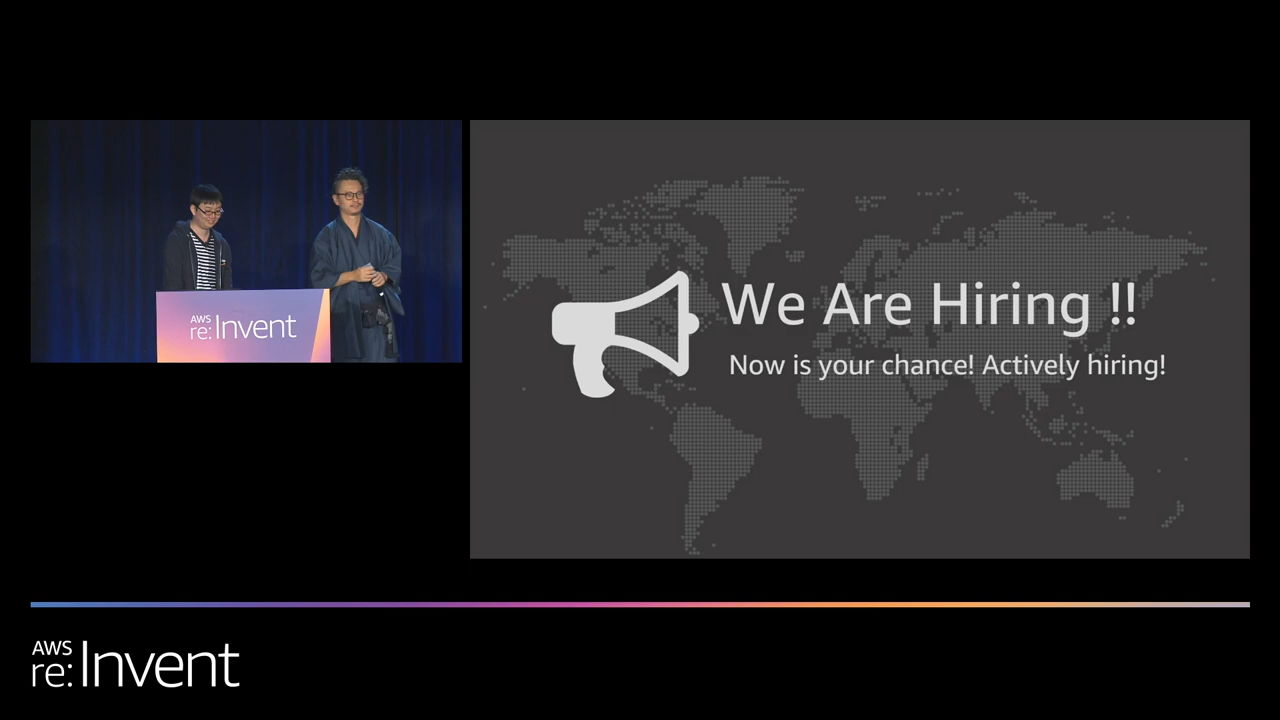 AWS
re:Invent
We Are Hiring !!
Now is your chance! Actively hiring!
AWS
re:Invent